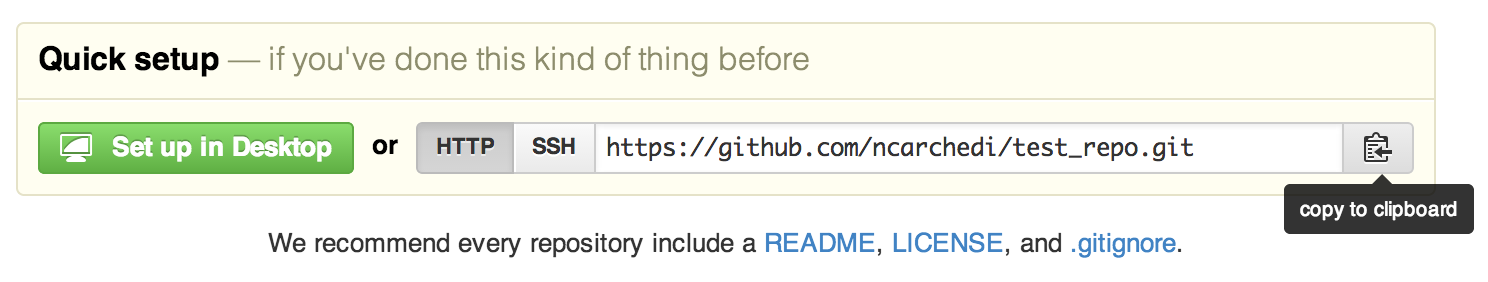 Quick setup — if you've done this kind of thing before
Set up in Desktop or HTTP SSH https://github.com/ncarchedi/test_repo.git
copy to clipboard
We recommend every repository include a README, LICENSE, and .gitignore.